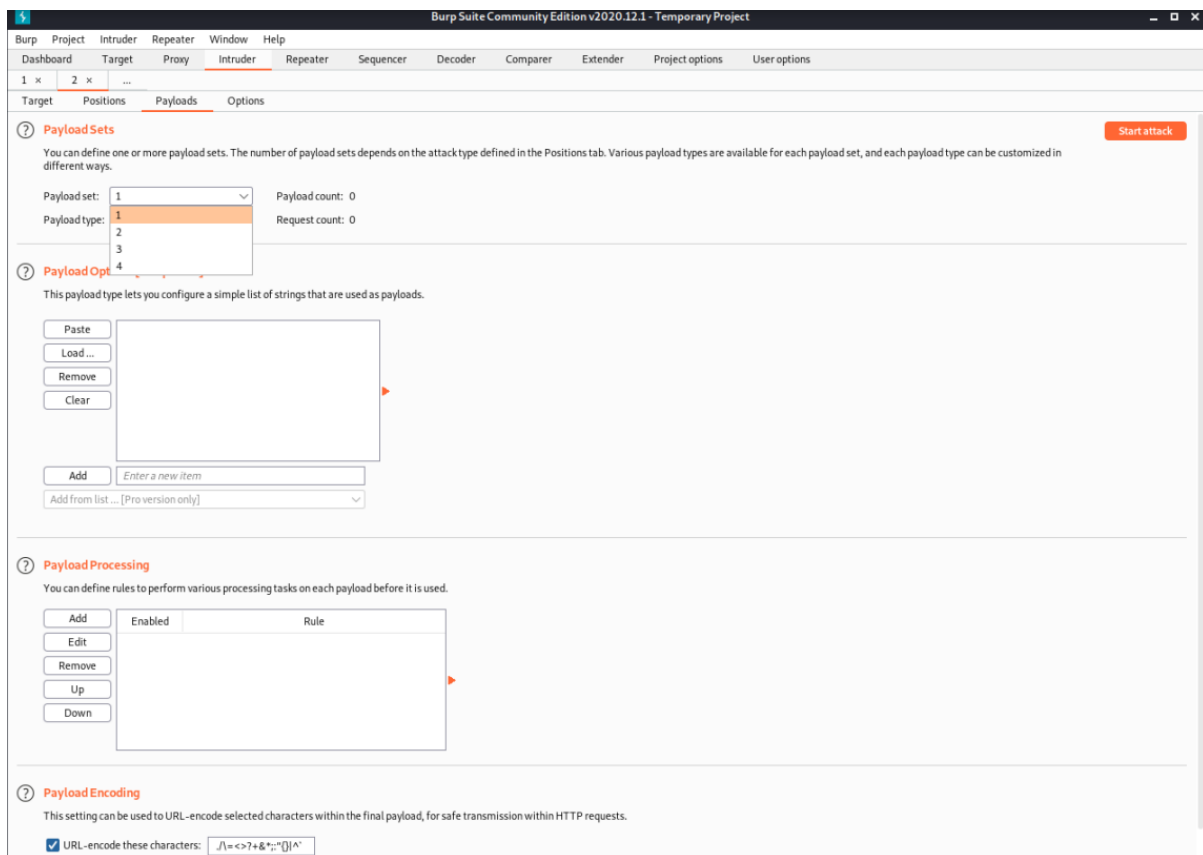 Burp Suite Community Edition v2020.12.1 - Temporary Project
Burp Project Intruder Repeater Window Help
Dashboard Target Proxy Intruder Repeater Sequencer Decoder Comparer Extender Project options User options
1 × 2 × ...
Target Positions Payloads Options
? Payload Sets
Start attack
You can define one or more payload sets. The number of payload sets depends on the attack type defined in the Positions tab. Various payload types are available for each payload set, and each payload type can be customized in
different ways.
Payload set: 1 Payload count: 0
Payload type: 1 Request count: 0
2
3
4
? Payload Opt
This payload type lets you configure a simple list of strings that are used as payloads.
Paste
Load ...
Remove
Clear
Add Enter a new item
Add from list ... [Pro version only]
? Payload Processing
You can define rules to perform various processing tasks on each payload before it is used.
Add Enabled Rule
Edit
Remove
Up
Down
? Payload Encoding
This setting can be used to URL-encode selected characters within the final payload, for safe transmission within HTTP requests.
URL-encode these characters: ./\=<>?+&*;:"{}|^`